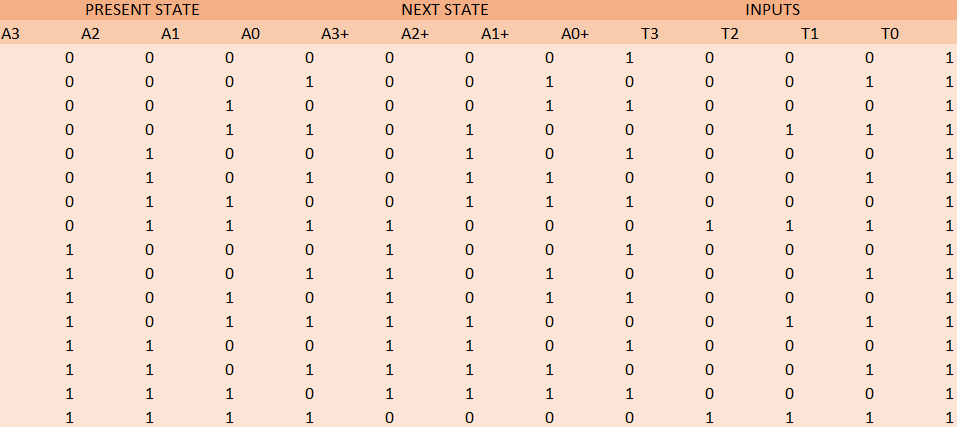 PRESENT STATE NEXT STATE INPUTS
A3 A2 A1 A0 A3+ A2+ A1+ A0+ T3 T2 T1 T0
0 0 0 0 0 0 0 1 0 0 0 1
0 0 0 1 0 0 1 0 0 0 1 1
0 0 1 0 0 0 1 1 0 0 0 1
0 0 1 1 0 1 0 0 0 1 1 1
0 1 0 0 0 1 0 1 0 0 0 1
0 1 0 1 0 1 1 0 0 0 1 1
0 1 1 0 0 1 1 1 0 0 0 1
0 1 1 1 1 0 0 0 1 1 1 1
1 0 0 0 1 0 0 1 0 0 0 1
1 0 0 1 1 0 1 0 0 0 1 1
1 0 1 0 1 0 1 1 0 0 0 1
1 0 1 1 1 1 0 0 0 1 1 1
1 1 0 0 1 1 0 1 0 0 0 1
1 1 0 1 1 1 1 0 0 0 1 1
1 1 1 0 1 1 1 1 0 0 0 1
1 1 1 1 0 0 0 0 1 1 1 1